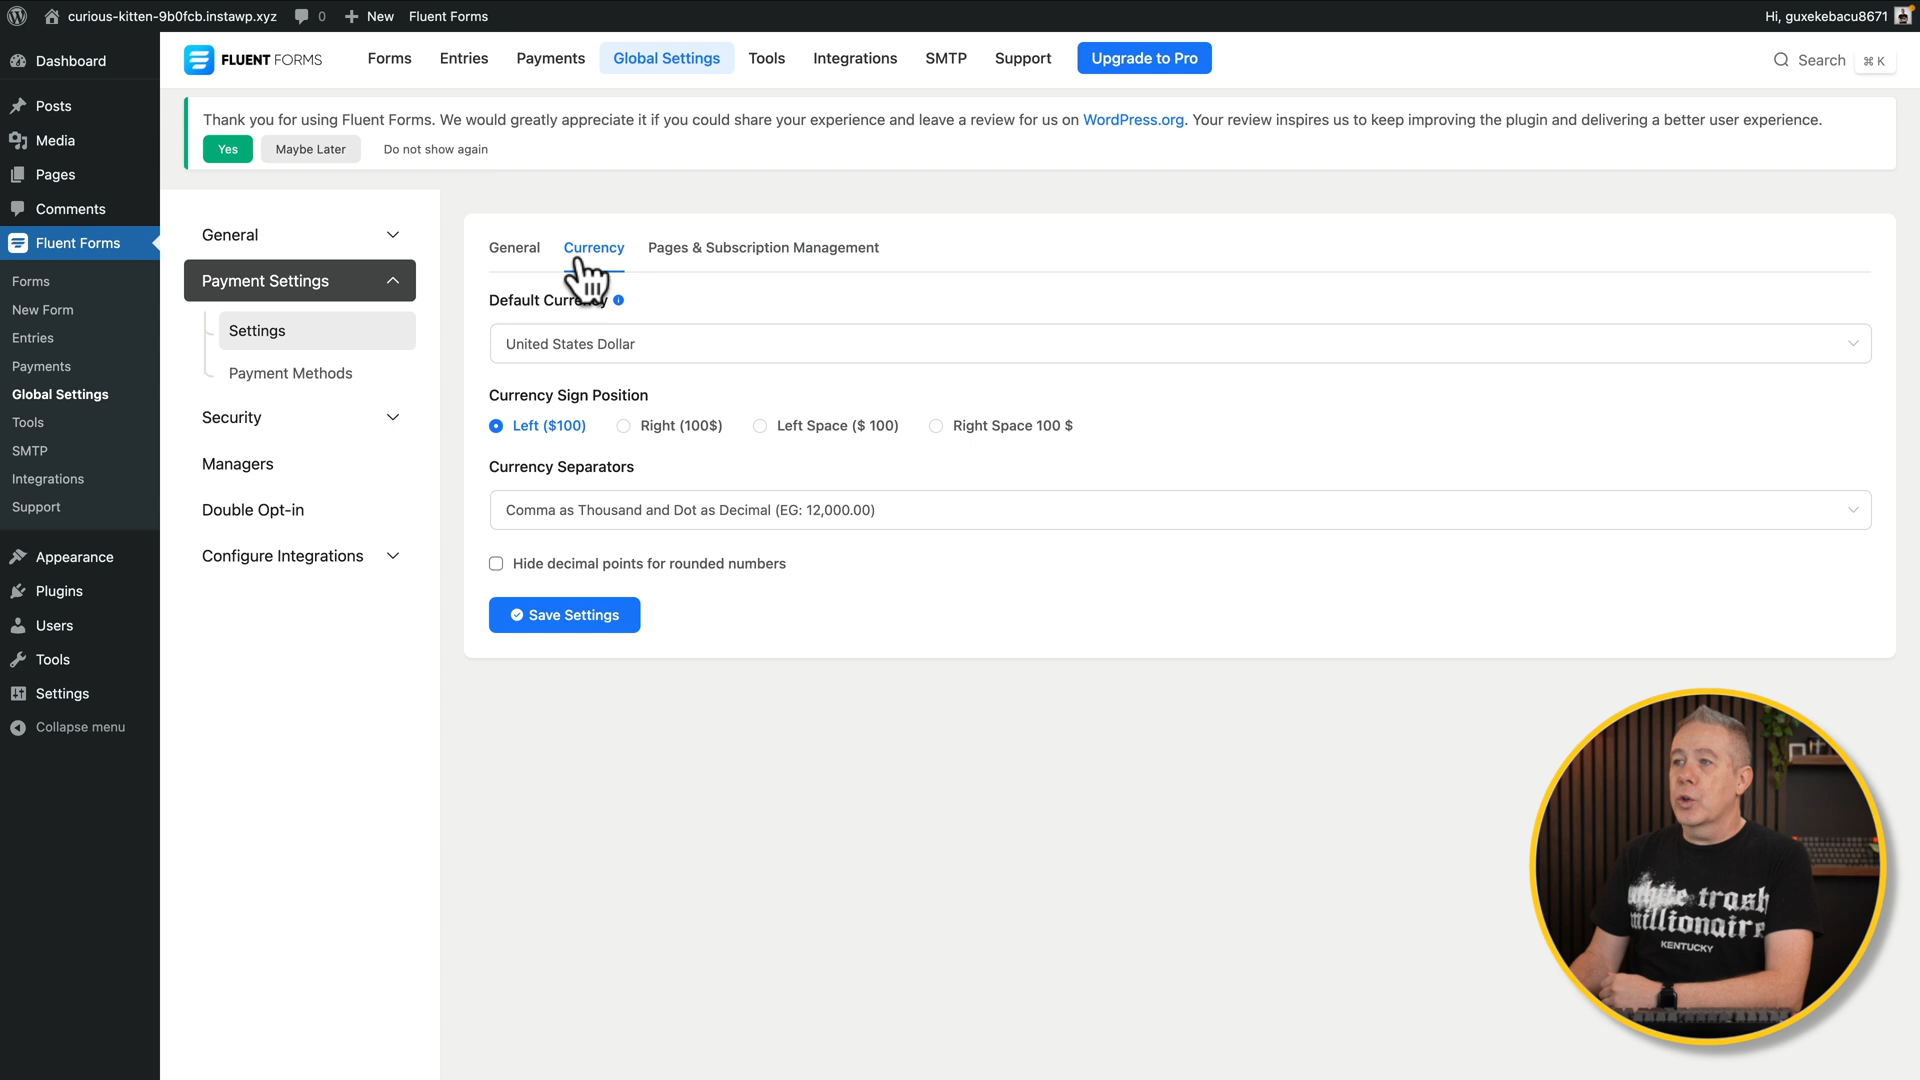 curious-kitten-9b0fcb.instawp.xyz
0
New
Fluent Forms
Hi, guxekebacu8671
Dashboard
Posts
Media
Pages
Comments
Fluent Forms
Forms
New Form
Entries
Payments
Global Settings
Tools
SMTP
Integrations
Support
Appearance
Plugins
Users
Tools
Settings
Collapse menu
FLUENT FORMS
Forms
Entries
Payments
Global Settings
Tools
Integrations
SMTP
Support
Upgrade to Pro
Search
⌘ K
Thank you for using Fluent Forms. We would greatly appreciate it if you could share your experience and leave a review for us on WordPress.org. Your review inspires us to keep improving the plugin and delivering a better user experience.
Yes
Maybe Later
Do not show again
General
Payment Settings
Settings
Payment Methods
Security
Managers
Double Opt-in
Configure Integrations
General
Currency
Pages & Subscription Management
Default Currency
United States Dollar
Currency Sign Position
Left ($100)
Right (100$)
Left Space ($ 100)
Right Space 100 $
Currency Separators
Comma as Thousand and Dot as Decimal (EG: 12,000.00)
Hide decimal points for rounded numbers
Save Settings
white trash
millionaire
KENTUCKY